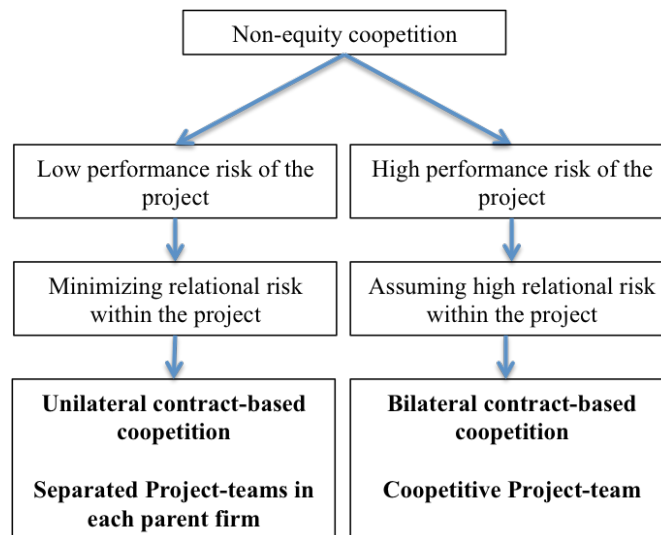 Non-equity coopetition
Low performance risk of the
project
High performance risk of the
project
Minimizing relational risk
within the project
Assuming high relational risk
within the project
Unilateral contract-based
coopetition
Separated Project-teams in
each parent firm
Bilateral contract-based
coopetition
Coopetitive Project-team